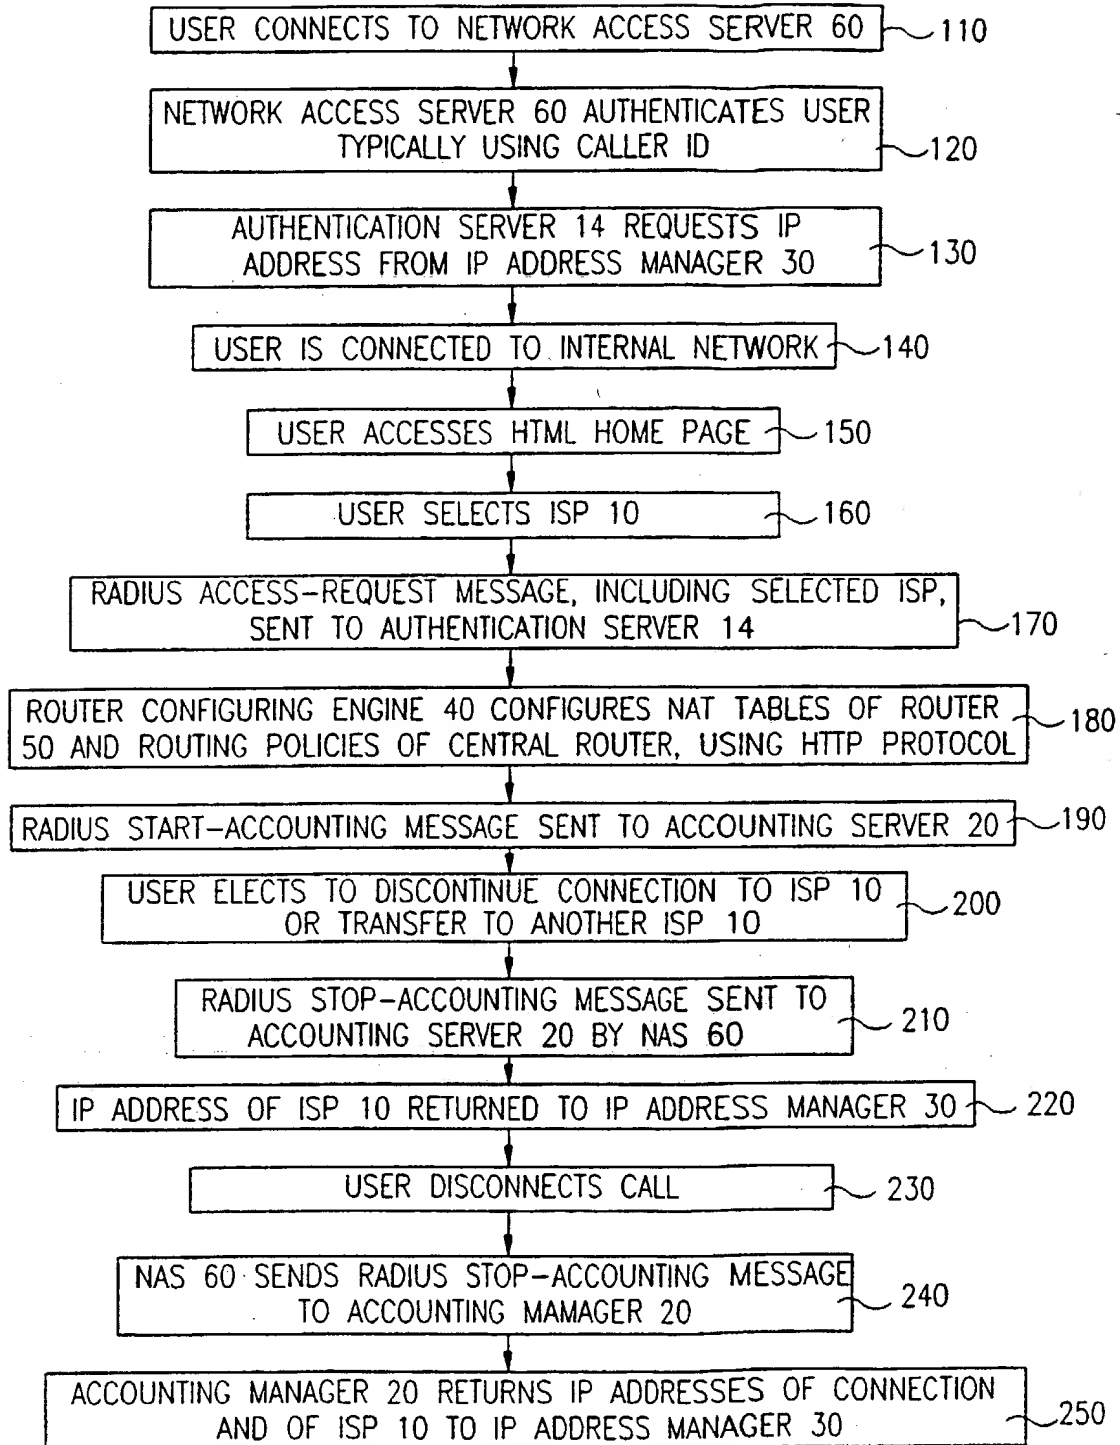 USER CONNECTS TO NETWORK ACCESS SERVER 60
110
NETWORK ACCESS SERVER 60 AUTHENTICATES USER
TYPICALLY USING CALLER ID
120
AUTHENTICATION SERVER 14 REQUESTS IP
ADDRESS FROM IP ADDRESS MANAGER 30
130
USER IS CONNECTED TO INTERNAL NETWORK
140
USER ACCESSES HTML HOME PAGE
150
USER SELECTS ISP 10
160
RADIUS ACCESS-REQUEST MESSAGE, INCLUDING SELECTED ISP,
SENT TO AUTHENTICATION SERVER 14
170
ROUTER CONFIGURING ENGINE 40 CONFIGURES NAT TABLES OF ROUTER
50 AND ROUTING POLICIES OF CENTRAL ROUTER, USING HTTP PROTOCOL
180
RADIUS START-ACCOUNTING MESSAGE SENT TO ACCOUNTING SERVER 20
190
USER ELECTS TO DISCONTINUE CONNECTION TO ISP 10
OR TRANSFER TO ANOTHER ISP 10
200
RADIUS STOP-ACCOUNTING MESSAGE SENT TO
ACCOUNTING SERVER 20 BY NAS 60
210
IP ADDRESS OF ISP 10 RETURNED TO IP ADDRESS MANAGER 30
220
USER DISCONNECTS CALL
230
NAS 60 SENDS RADIUS STOP-ACCOUNTING MESSAGE
TO ACCOUNTING MAMAGER 20
240
ACCOUNTING MANAGER 20 RETURNS IP ADDRESSES OF CONNECTION
AND OF ISP 10 TO IP ADDRESS MANAGER 30
250